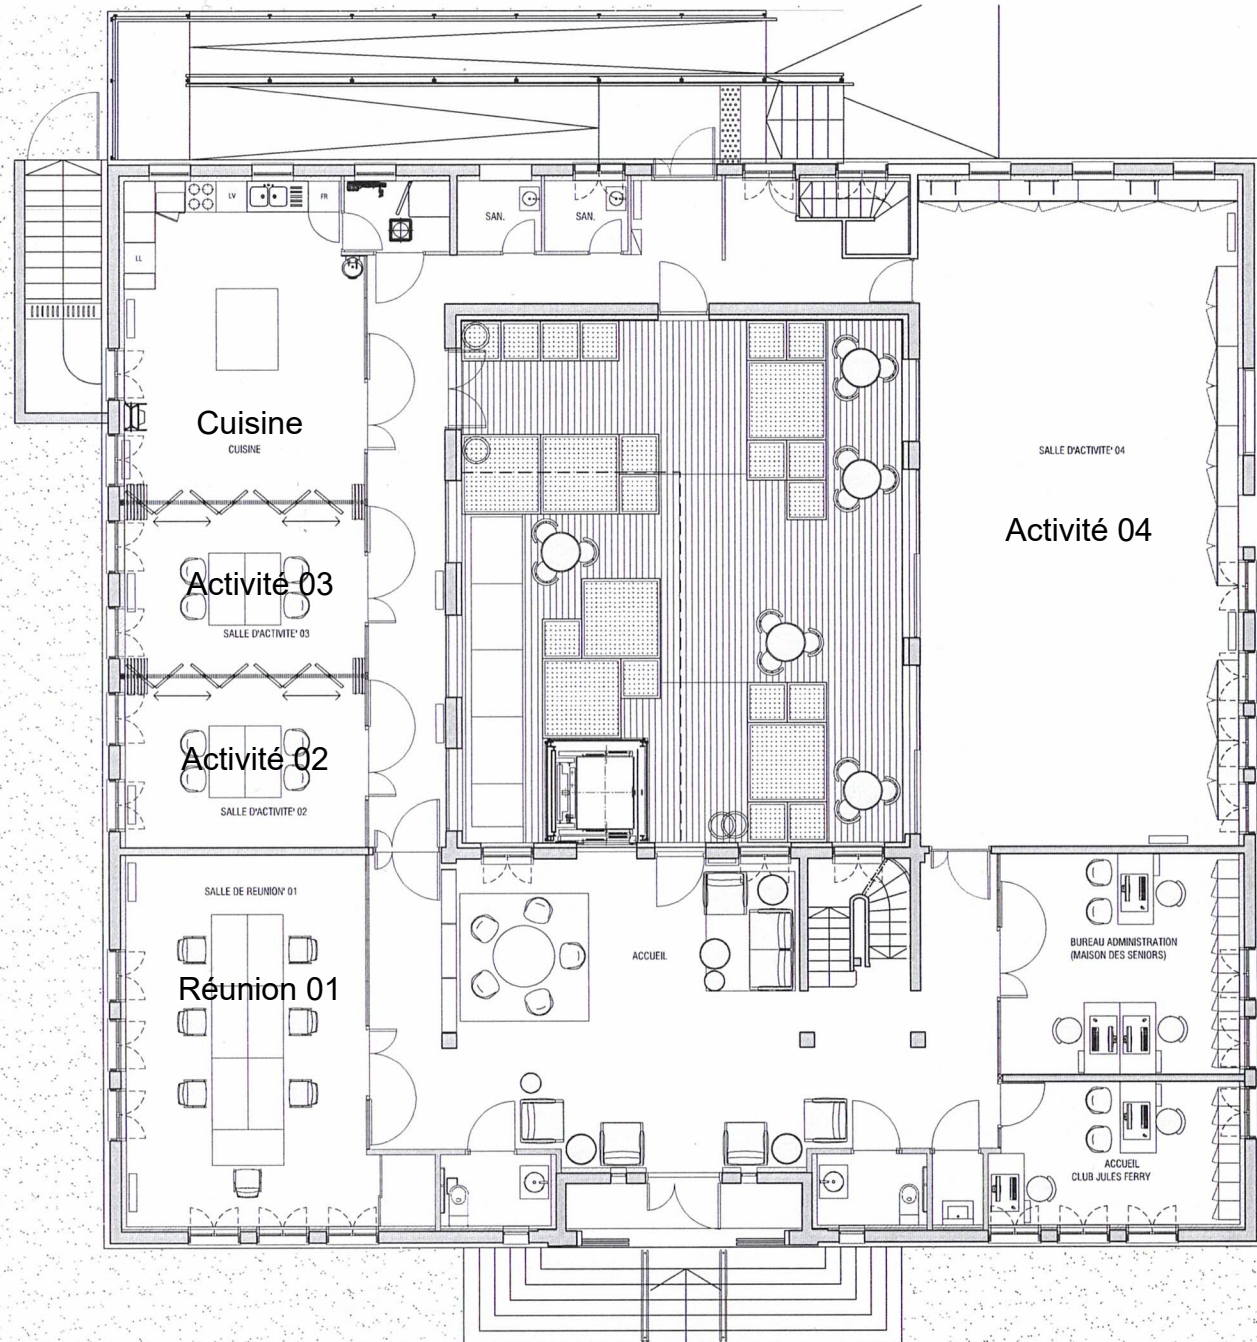 LV
FR
SAN.
SAN.
LL
Cuisine
CUISINE
SALLE D'ACTIVITE' 04
Activité 04
Activité 03
SALLE D'ACTIVITE' 03
Activité 02
SALLE D'ACTIVITE' 02
SALLE DE REUNION' 01
Réunion 01
ACCUEIL
BUREAU ADMINISTRATION
(MAISON DES SENIORS)
ACCUEIL
CLUB JULES FERRY